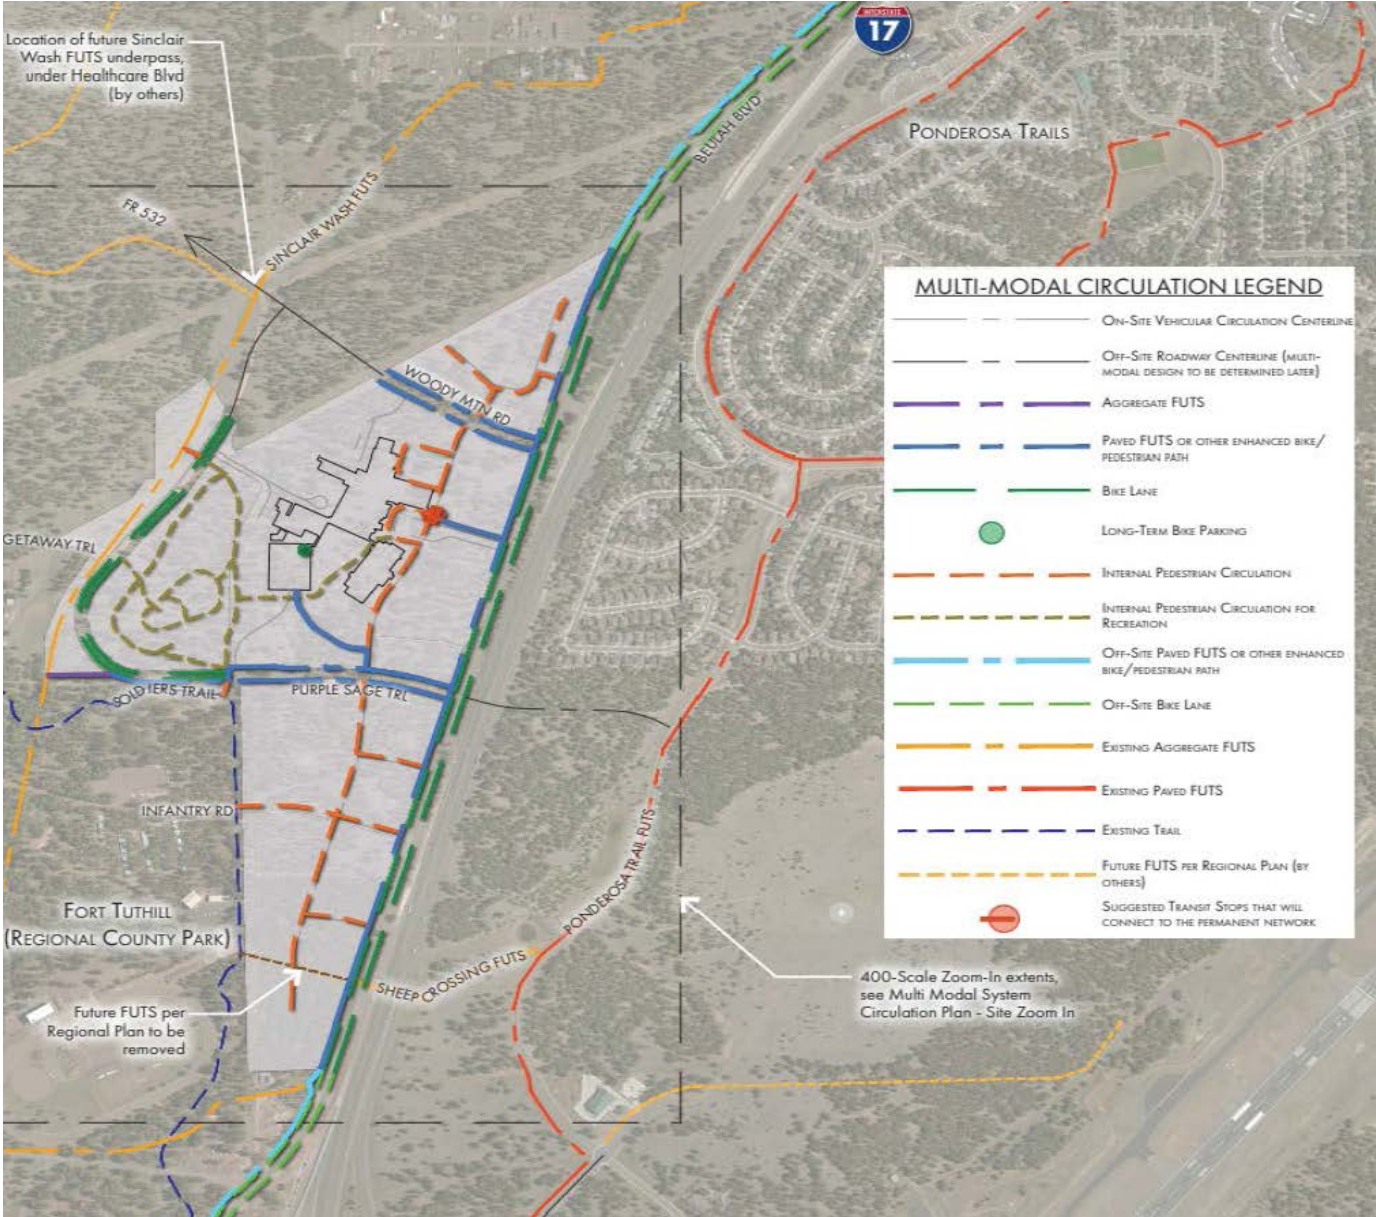 Location of future Sinclair
Wash FUTS underpass,
under Healthcare Blvd
(by others)
INTERSTATE
17
BEULAH BLVD
PONDEROSA TRAILS
FR 532
SINCLAIR WASH FUTS
MULTI-MODAL CIRCULATION LEGEND
ON-SITE VEHICULAR CIRCULATION CENTERLINE
OFF-SITE ROADWAY CENTERLINE (MULTI-
MODAL DESIGN TO BE DETERMINED LATER)
AGGREGATE FUTS
PAVED FUTS OR OTHER ENHANCED BIKE/
PEDESTRIAN PATH
BIKE LANE
LONG-TERM BIKE PARKING
INTERNAL PEDESTRIAN CIRCULATION
INTERNAL PEDESTRIAN CIRCULATION FOR
RECREATION
OFF-SITE PAVED FUTS OR OTHER ENHANCED
BIKE/PEDESTRIAN PATH
OFF-SITE BIKE LANE
EXISTING AGGREGATE FUTS
EXISTING PAVED FUTS
EXISTING TRAIL
FUTURE FUTS PER REGIONAL PLAN (BY
OTHERS)
SUGGESTED TRANSIT STOPS THAT WILL
CONNECT TO THE PERMANENT NETWORK
WOODY MTN RD
GETAWAY TRL
SOLDIERS TRAIL
PURPLE SAGE TRL
INFANTRY RD
PONDEROSA TRAIL FUTS
FORT TUTHILL
(REGIONAL COUNTY PARK)
SHEEP CROSSING FUTS
400-Scale Zoom-In extents,
see Multi Modal System
Circulation Plan - Site Zoom In
Future FUTS per
Regional Plan to be
removed